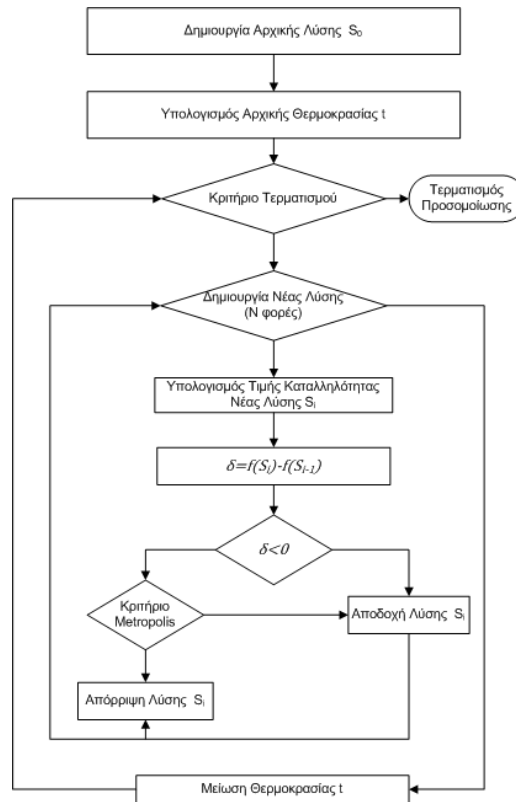 Δημιουργία Αρχικής Λύσης S₀
Υπολογισμός Αρχικής Θερμοκρασίας t
Κριτήριο Τερματισμού
Τερματισμός
Προσομοίωσης
Δημιουργία Νέας Λύσης
(Ν φορές)
Υπολογισμός Τιμής Καταλληλότητας
Νέας Λύσης Sᵢ
δ=f(Sᵢ)-f(Sᵢ₋₁)
δ<0
Κριτήριο
Metropolis
Αποδοχή Λύσης Sᵢ
Απόρριψη Λύσης Sᵢ
Μείωση Θερμοκρασίας t